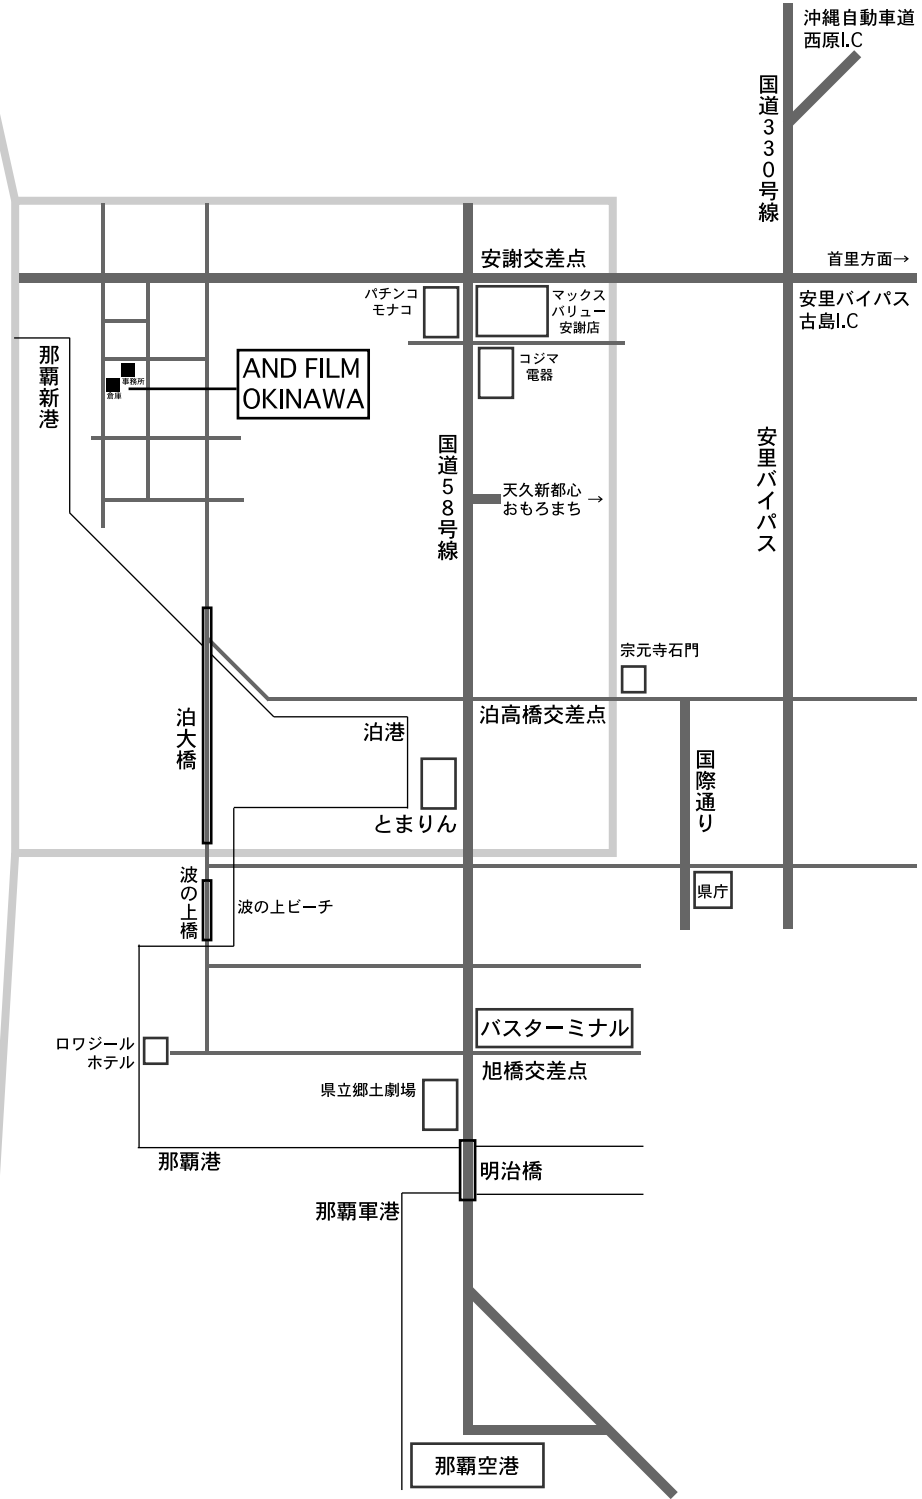 沖縄自動車道
西原I.C
国道330号線
安謝交差点
首里方面→
パチンコ
モナコ
マックス
バリュー
安謝店
安里バイパス
古島I.C
那覇新港
コジマ
電器
事務所
倉庫
AND FILM
OKINAWA
国道58号線
安里バイパス
天久新都心
おもろまち →
宗元寺石門
泊大橋
泊港
泊高橋交差点
国際通り
とまりん
波の上橋
波の上ビーチ
県庁
バスターミナル
ロワジール
ホテル
旭橋交差点
県立郷土劇場
那覇港
明治橋
那覇軍港
那覇空港